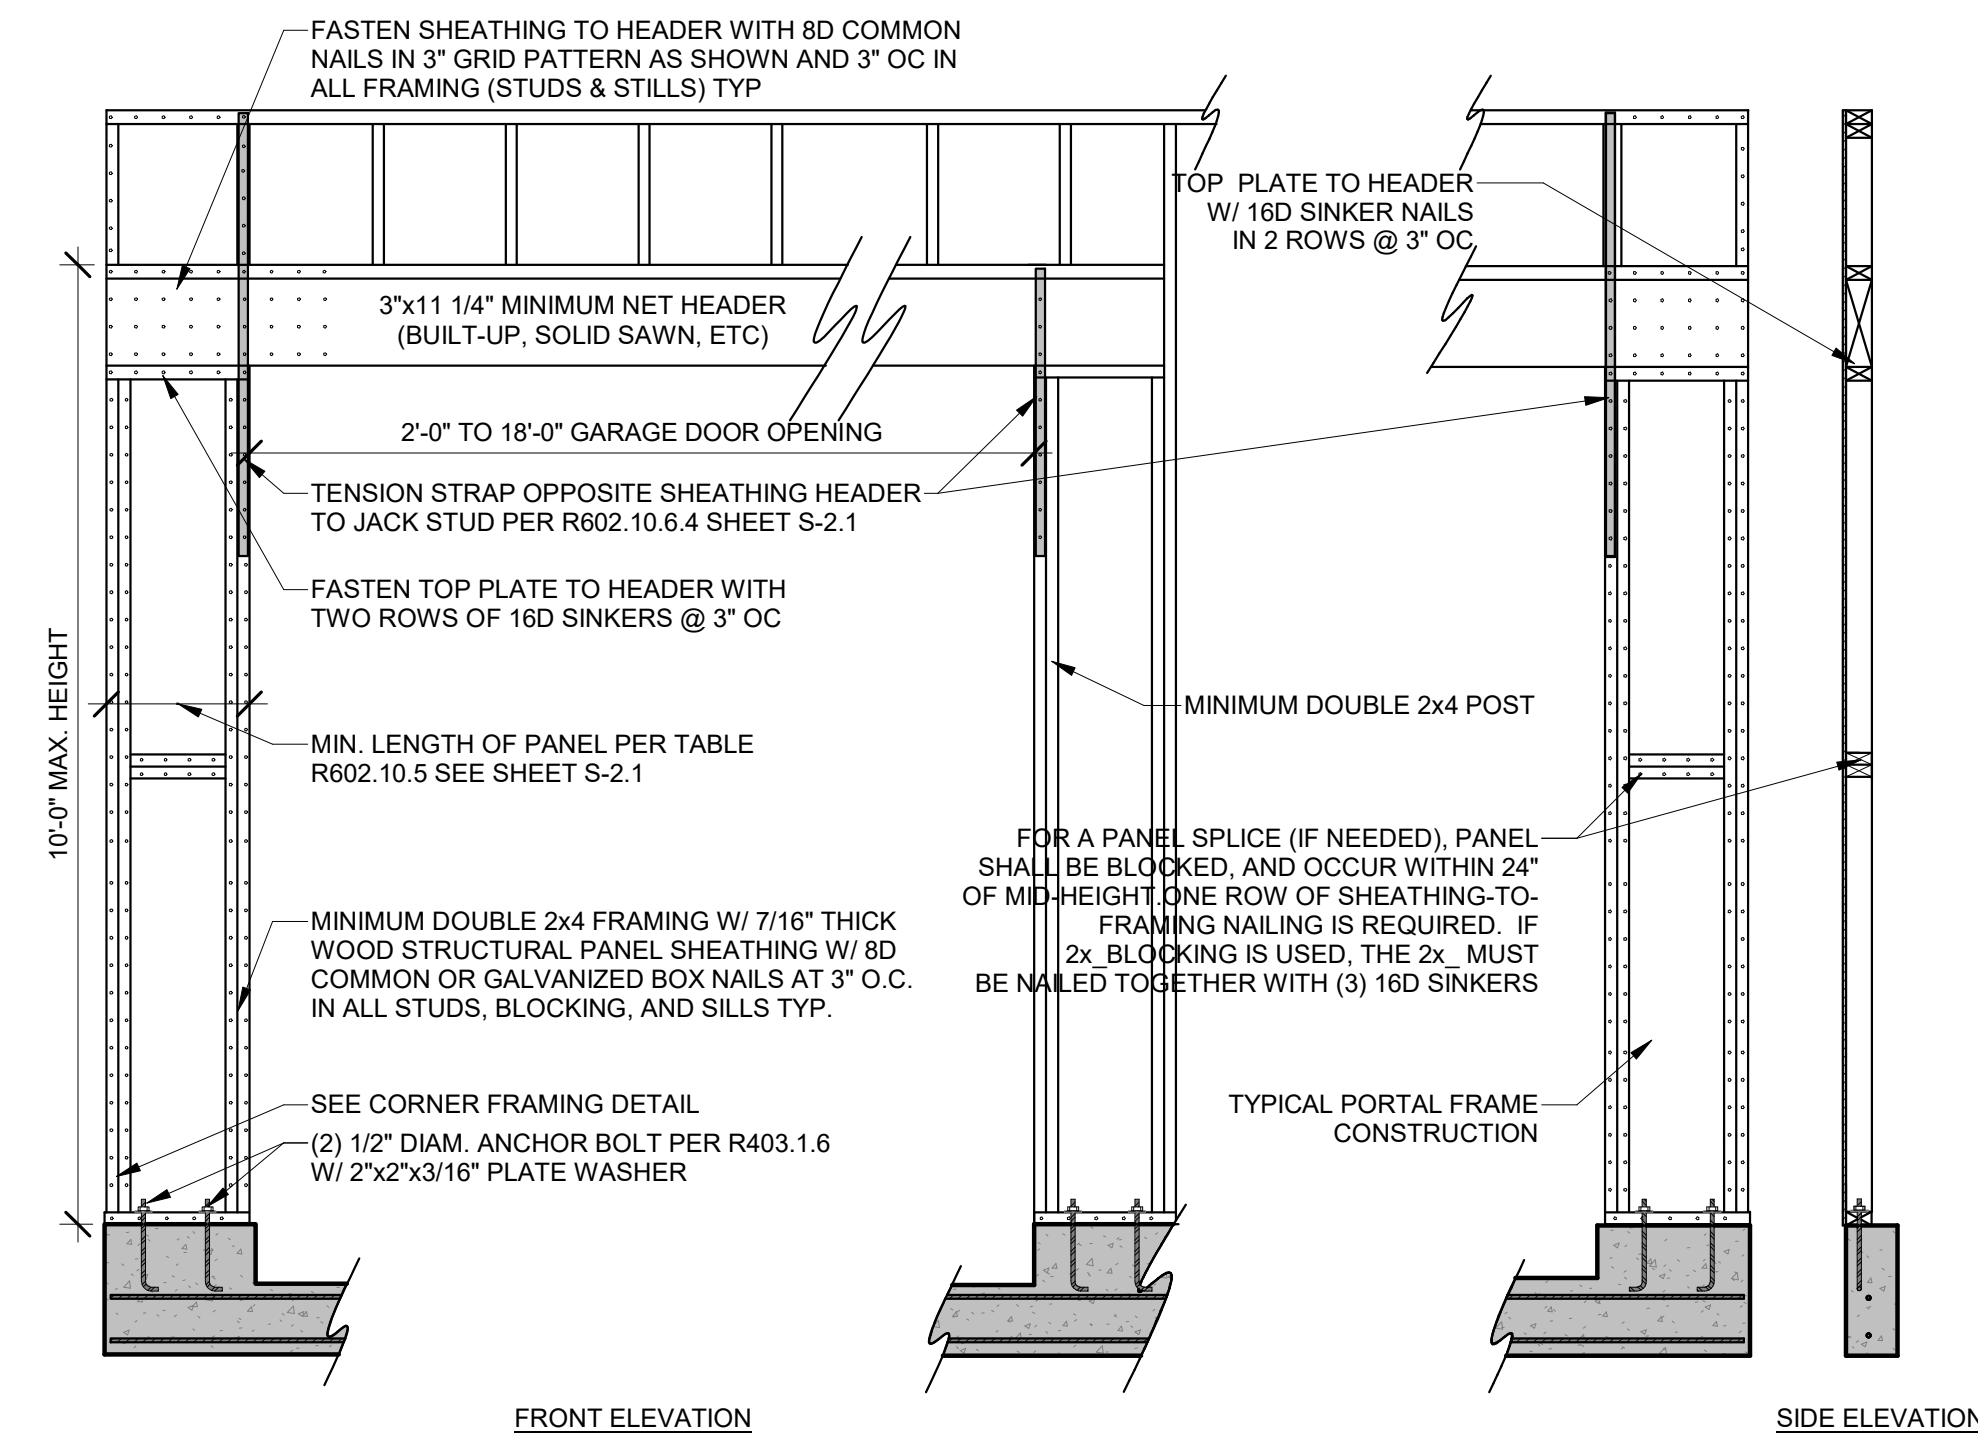 FASTEN SHEATHING TO HEADER WITH 8D COMMON
NAILS IN 3" GRID PATTERN AS SHOWN AND 3" OC IN
ALL FRAMING (STUDS & STILLS) TYP
TOP PLATE TO HEADER
W/ 16D SINKER NAILS
IN 2 ROWS @ 3" OC
3"x11 1/4" MINIMUM NET HEADER
(BUILT-UP, SOLID SAWN, ETC)
2'-0" TO 18'-0" GARAGE DOOR OPENING
TENSION STRAP OPPOSITE SHEATHING HEADER
TO JACK STUD PER R602.10.6.4 SHEET S-2.1
FASTEN TOP PLATE TO HEADER WITH
TWO ROWS OF 16D SINKERS @ 3" OC
10'-0" MAX. HEIGHT
MINIMUM DOUBLE 2x4 POST
MIN. LENGTH OF PANEL PER TABLE
R602.10.5 SEE SHEET S-2.1
FOR A PANEL SPLICE (IF NEEDED), PANEL
SHALL BE BLOCKED, AND OCCUR WITHIN 24"
OF MID-HEIGHT.ONE ROW OF SHEATHING-TO-
FRAMING NAILING IS REQUIRED. IF
2x_BLOCKING IS USED, THE 2x_ MUST
BE NAILED TOGETHER WITH (3) 16D SINKERS
MINIMUM DOUBLE 2x4 FRAMING W/ 7/16" THICK
WOOD STRUCTURAL PANEL SHEATHING W/ 8D
COMMON OR GALVANIZED BOX NAILS AT 3" O.C.
IN ALL STUDS, BLOCKING, AND SILLS TYP.
SEE CORNER FRAMING DETAIL
(2) 1/2" DIAM. ANCHOR BOLT PER R403.1.6
W/ 2"x2"x3/16" PLATE WASHER
TYPICAL PORTAL FRAME
CONSTRUCTION
FRONT ELEVATION
SIDE ELEVATION